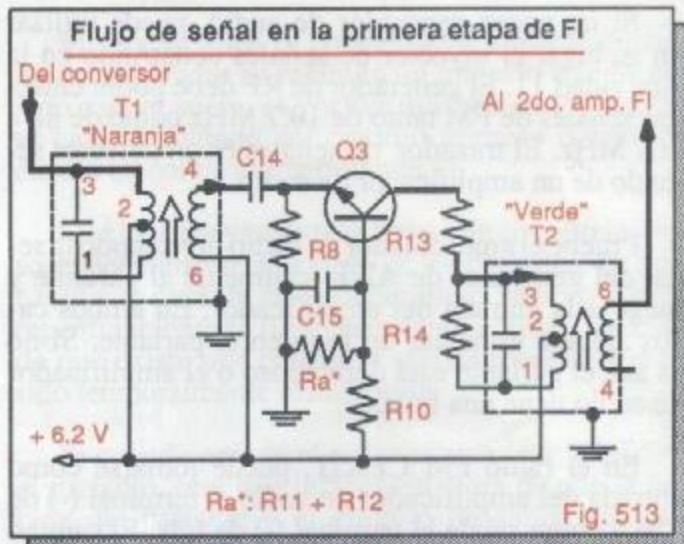 Flujo de señal en la primera etapa de FI
Del conversor
T1
"Naranja"
Al 2do. amp. FI
3
2
1
4
6
C14
Q3
R8
C15
Ra*
R10
R13
R14
"Verde"
T2
3
2
1
6
4
+ 6.2 V
Ra*: R11 + R12
Fig. 513